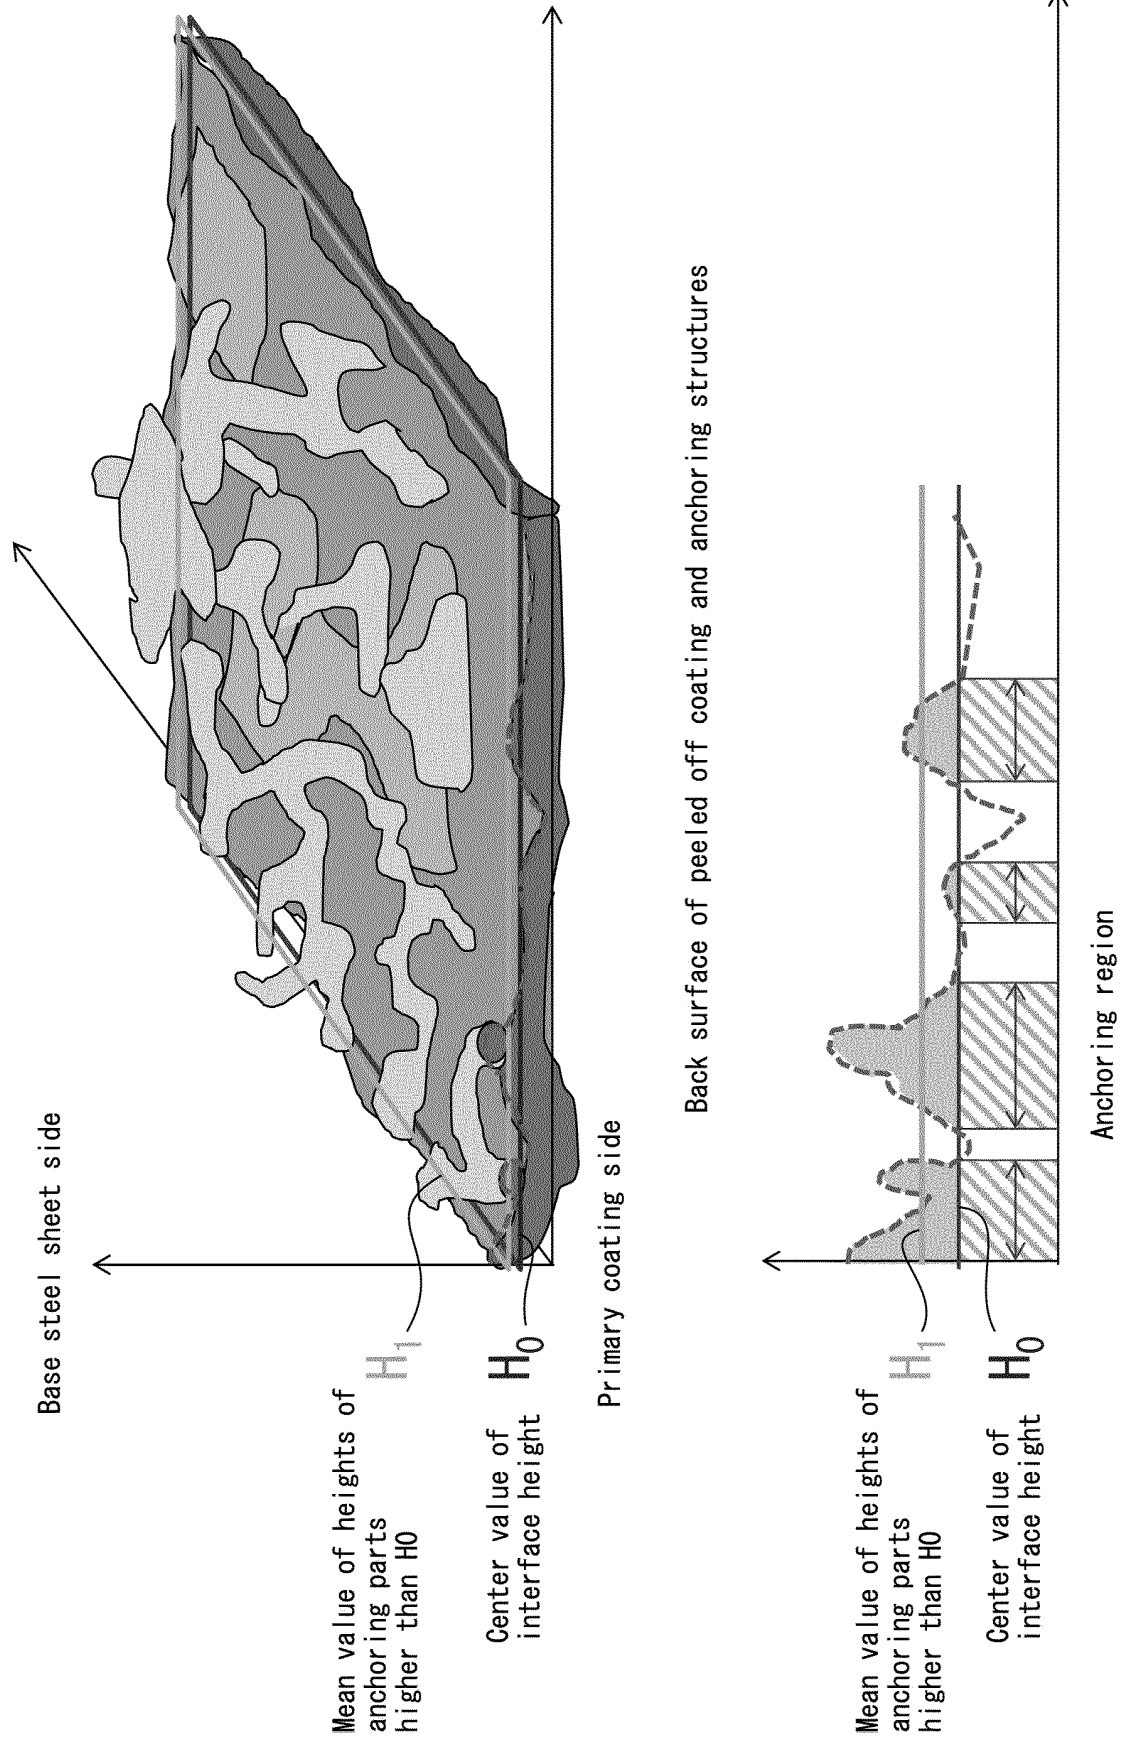 Base steel sheet side
Mean value of heights of
anchoring parts
higher than H0
H1
Center value of
interface height
H0
Primary coating side
Back surface of peeled off coating and anchoring structures
Mean value of heights of
anchoring parts
higher than H0
H1
Center value of
interface height
H0
Anchoring region